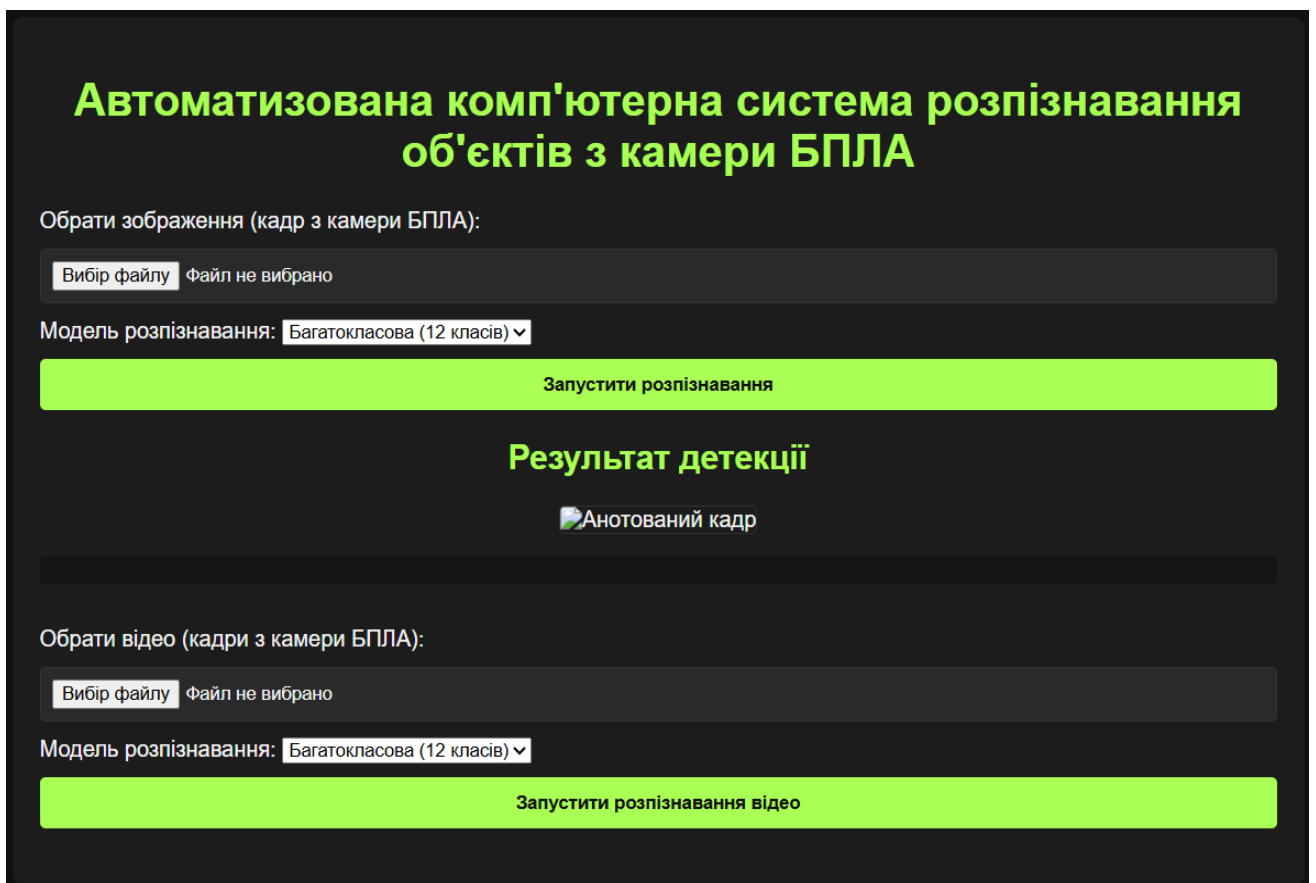 Автоматизована комп'ютерна система розпізнавання
об'єктів з камери БПЛА
Обрати зображення (кадр з камери БПЛА):
Вибір файлу Файл не вибрано
Модель розпізнавання: Багатокласова (12 класів)
Запустити розпізнавання
Результат детекції
Анотований кадр
Обрати відео (кадри з камери БПЛА):
Вибір файлу Файл не вибрано
Модель розпізнавання: Багатокласова (12 класів)
Запустити розпізнавання відео